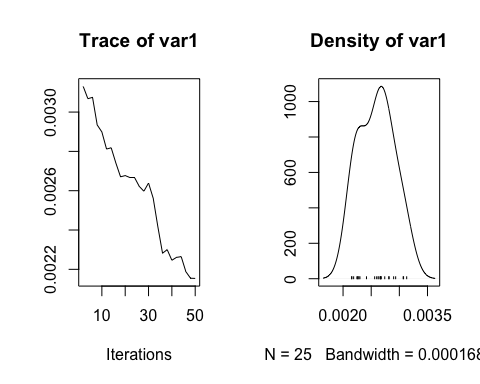 Trace of var1
0.0030
0.0026
0.0022
10 30 50
Iterations
Density of var1
1000
600
200
0
0.0020 0.0035
N = 25 Bandwidth = 0.000168